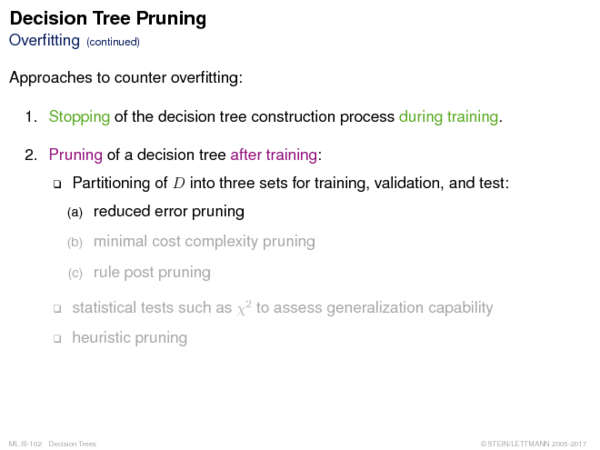 Decision Tree Pruning
Overfitting (continued)
Approaches to counter overfitting:
1. Stopping of the decision tree construction process during training.
2. Pruning of a decision tree after training:
❑ Partitioning of D into three sets for training, validation, and test:
(a) reduced error pruning
(b) minimal cost complexity pruning
(c) rule post pruning
❑ statistical tests such as χ² to assess generalization capability
❑ heuristic pruning
ML:III-102 Decision Trees ©STEIN/LETTMANN 2005-2017